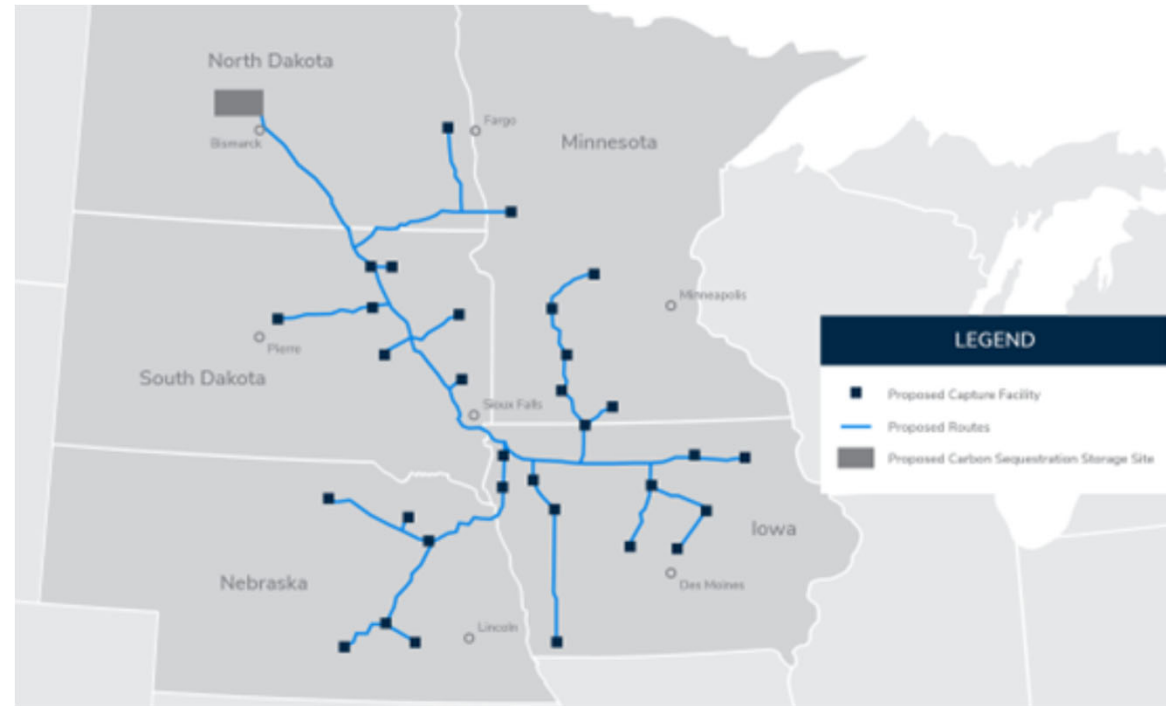 North Dakota
Fargo
Bismarck
Minnesota
Minneapolis
Pierre
South Dakota
Sioux Falls
LEGEND
Proposed Capture Facility
Proposed Routes
Proposed Carbon Sequestration Storage Site
Iowa
Des Moines
Nebraska
Lincoln